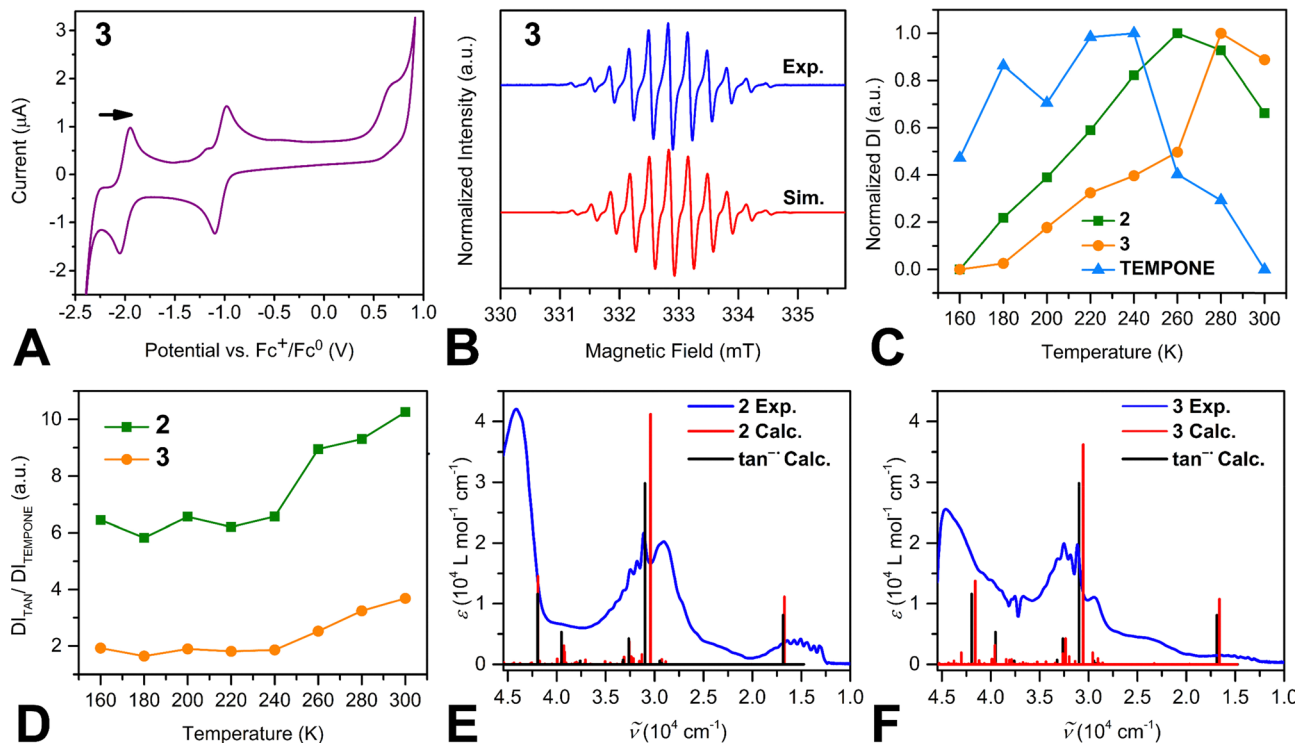 3
3
2
1
0
-1
-2
-2.5 -2.0 -1.5 -1.0 -0.5 0.0 0.5 1.0
Current (µA)
Potential vs. Fc⁺/Fc⁰ (V)
A
3
Exp.
Sim.
330 331 332 333 334 335
Normalized Intensity (a.u.)
Magnetic Field (mT)
B
1.0
0.8
0.6
0.4
0.2
0.0
2
3
TEMPONE
160 180 200 220 240 260 280 300
Normalized DI (a.u.)
Temperature (K)
C
10
8
6
4
2
2
3
160 180 200 220 240 260 280 300
DI_TAN/ DI_TEMPONE (a.u.)
Temperature (K)
D
4
3
2
1
0
2 Exp.
2 Calc.
tan⁻˙ Calc.
4.5 4.0 3.5 3.0 2.5 2.0 1.5 1.0
ε (10⁴ L mol⁻¹ cm⁻¹)
ṽ (10⁴ cm⁻¹)
E
4
3
2
1
0
3 Exp.
3 Calc.
tan⁻˙ Calc.
4.5 4.0 3.5 3.0 2.5 2.0 1.5 1.0
ε (10⁴ L mol⁻¹ cm⁻¹)
ṽ (10⁴ cm⁻¹)
F